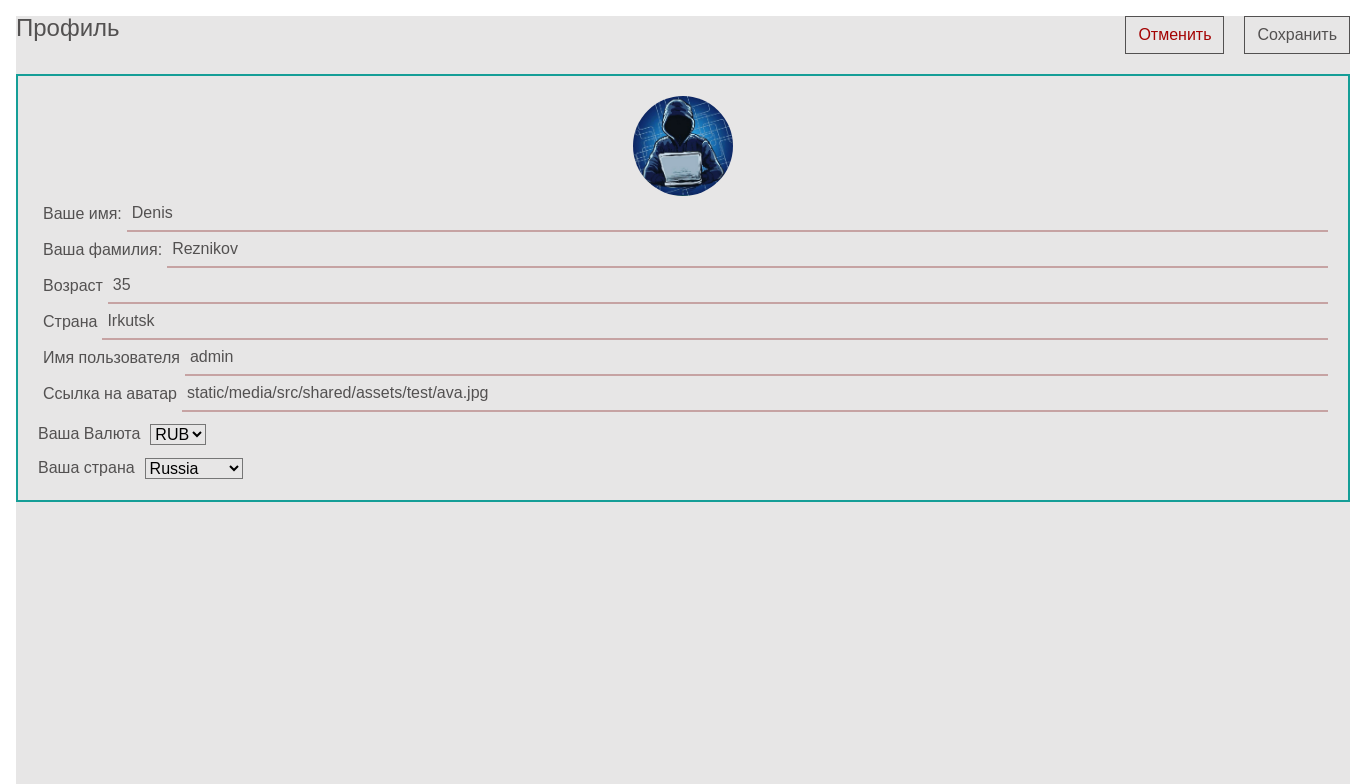 Профиль
Отменить
Сохранить
Ваше имя: Denis
Ваша фамилия: Reznikov
Возраст 35
Страна Irkutsk
Имя пользователя admin
Ссылка на аватар static/media/src/shared/assets/test/ava.jpg
Ваша Валюта RUB
Ваша страна Russia